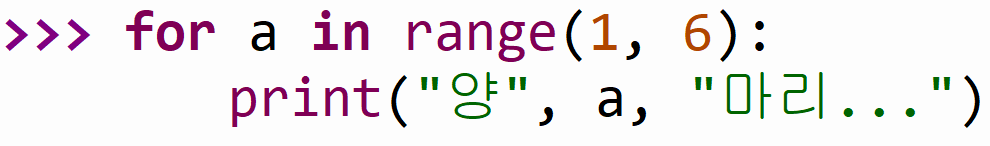 >>> for a in range(1, 6):
        print("양", a, "마리...")